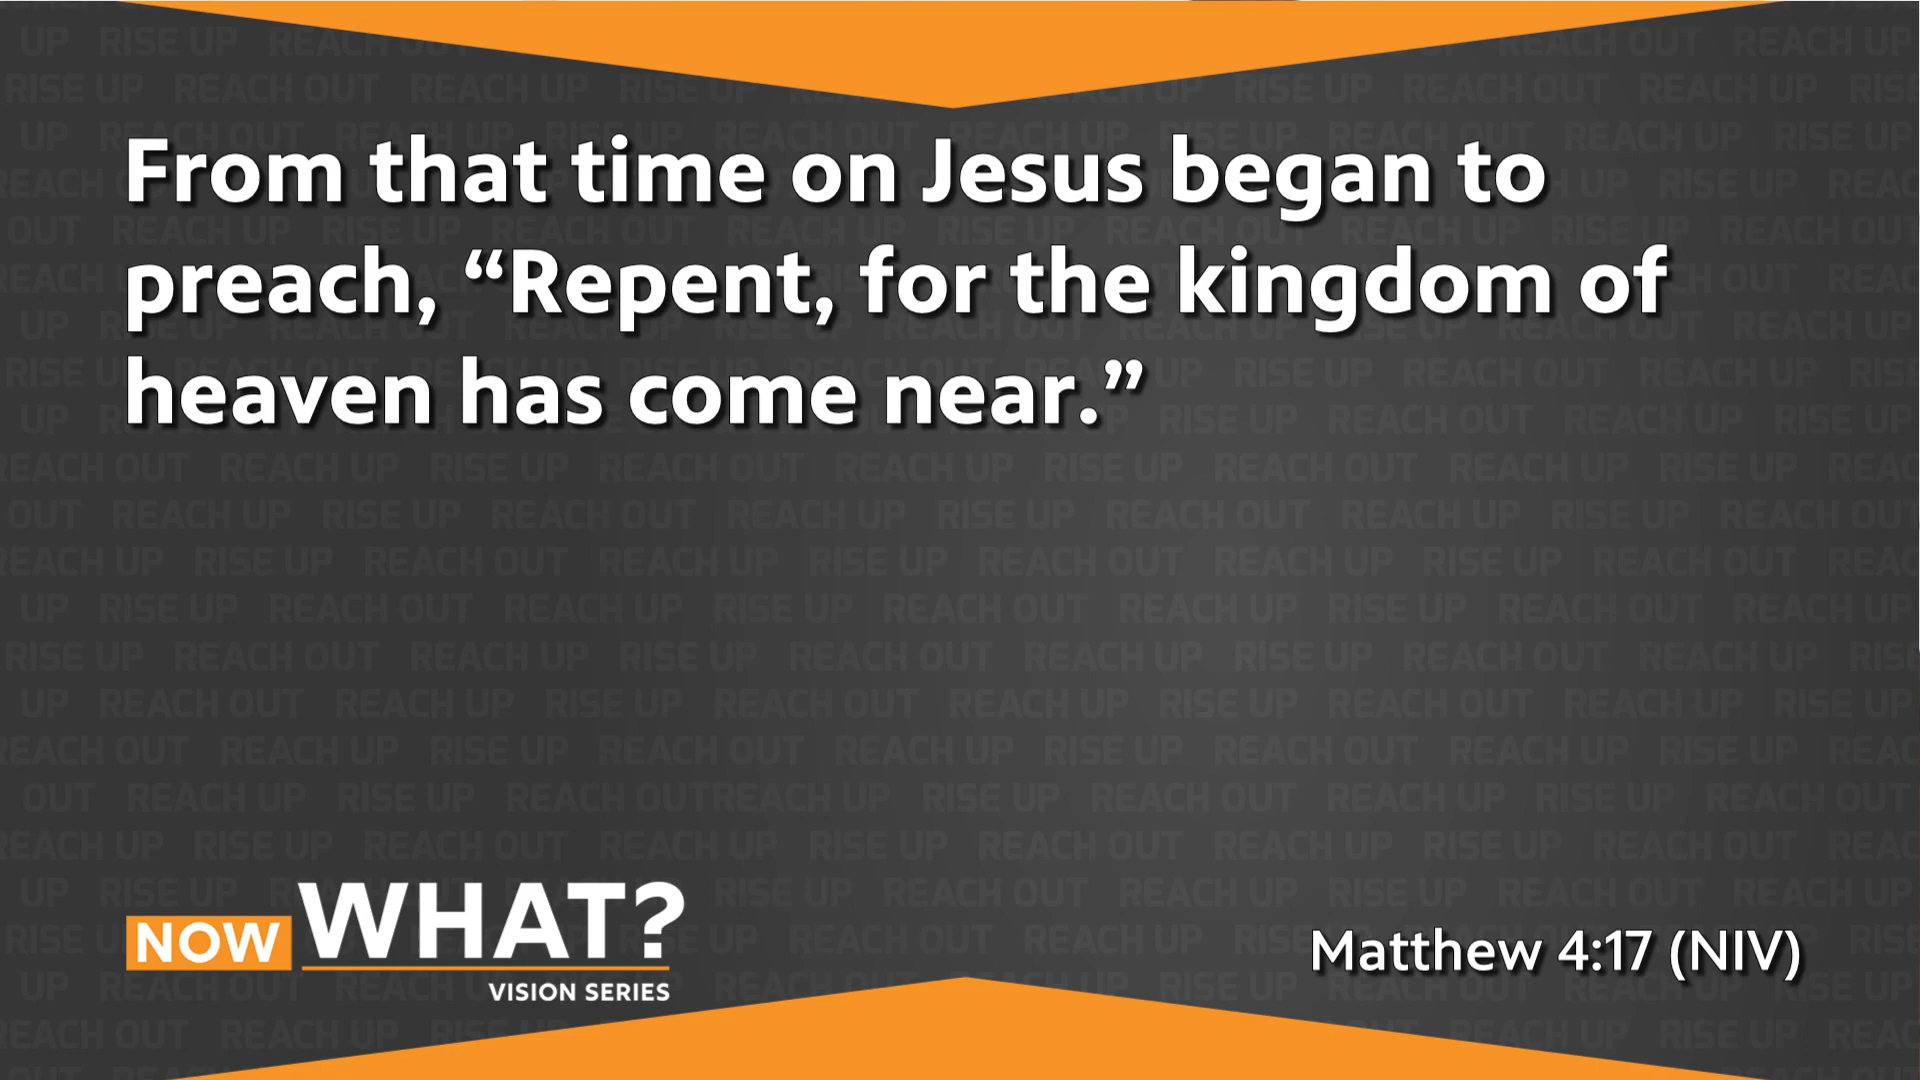 From that time on Jesus began to
preach, “Repent, for the kingdom of
heaven has come near.”
NOW WHAT?
VISION SERIES
Matthew 4:17 (NIV)